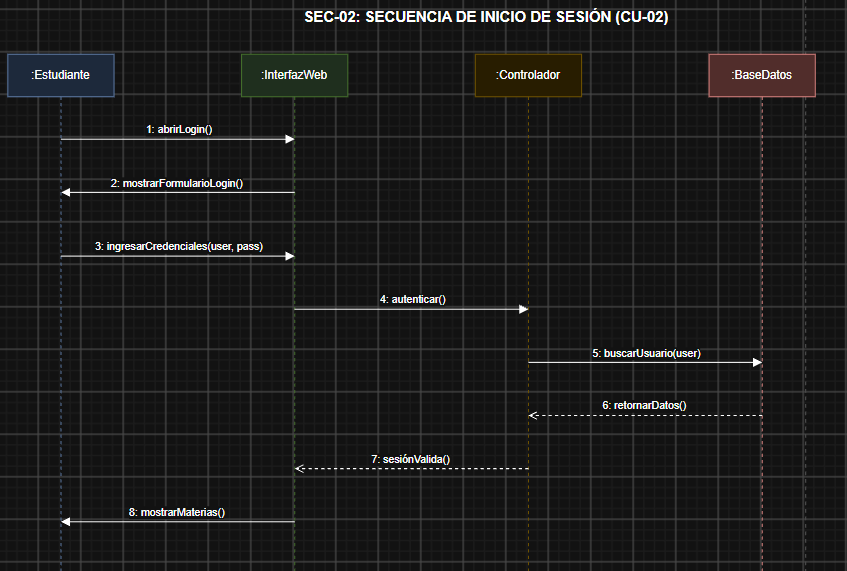 SEC-02: SECUENCIA DE INICIO DE SESIÓN (CU-02)
:Estudiante
:InterfazWeb
:Controlador
:BaseDatos
1: abrirLogin()
2: mostrarFormularioLogin()
3: ingresarCredenciales(user, pass)
4: autenticar()
5: buscarUsuario(user)
6: retornarDatos()
7: sesiónValida()
8: mostrarMaterias()